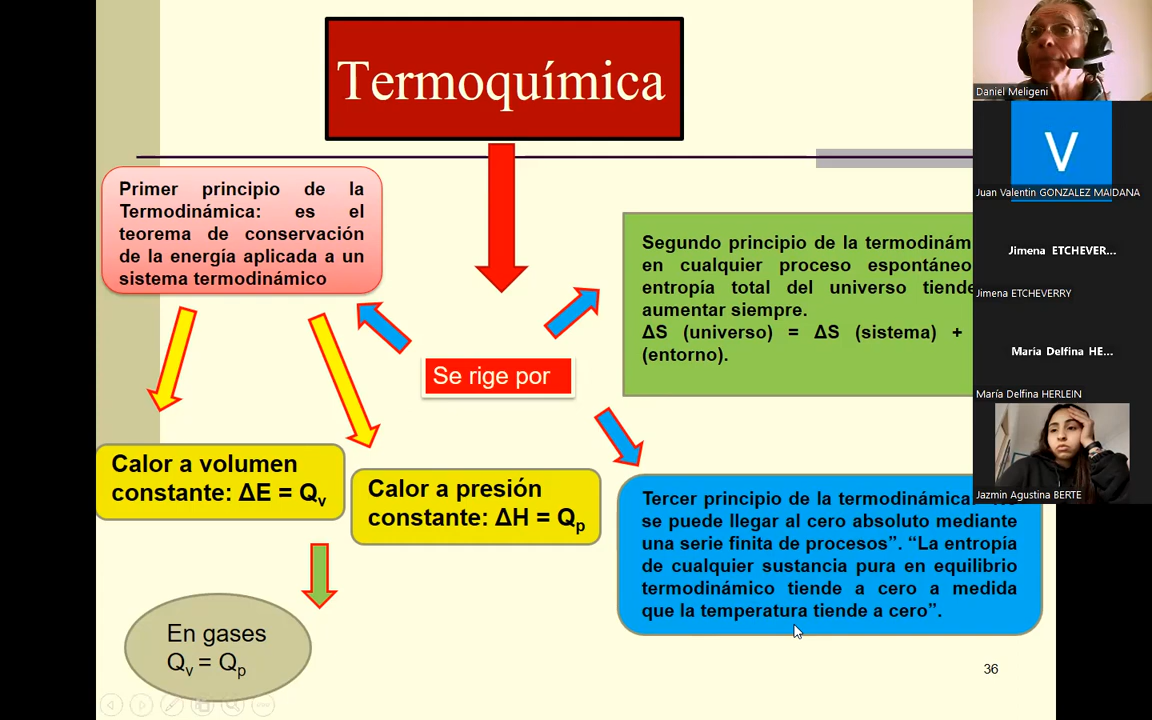 Termoquímica
Primer principio de la
Termodinámica: es el
teorema de conservación
de la energía aplicada a un
sistema termodinámico
Segundo principio de la termodinám
en cualquier proceso espontáneo
entropía total del universo tiende
aumentar siempre.
ΔS (universo) = ΔS (sistema) +
(entorno).
Se rige por
Calor a volumen
constante: ΔE = Qv
Calor a presión
constante: ΔH = Qp
Tercer principio de la termodinámica
se puede llegar al cero absoluto mediante
una serie finita de procesos”. “La entropía
de cualquier sustancia pura en equilibrio
termodinámico tiende a cero a medida
que la temperatura tiende a cero”.
En gases
Qv = Qp
36
Daniel Meligeni
V
Juan Valentin GONZALEZ MAIDANA
Jimena ETCHEVER...
Jimena ETCHEVERRY
María Delfina HE...
María Delfina HERLEIN
Jazmin Agustina BERTE